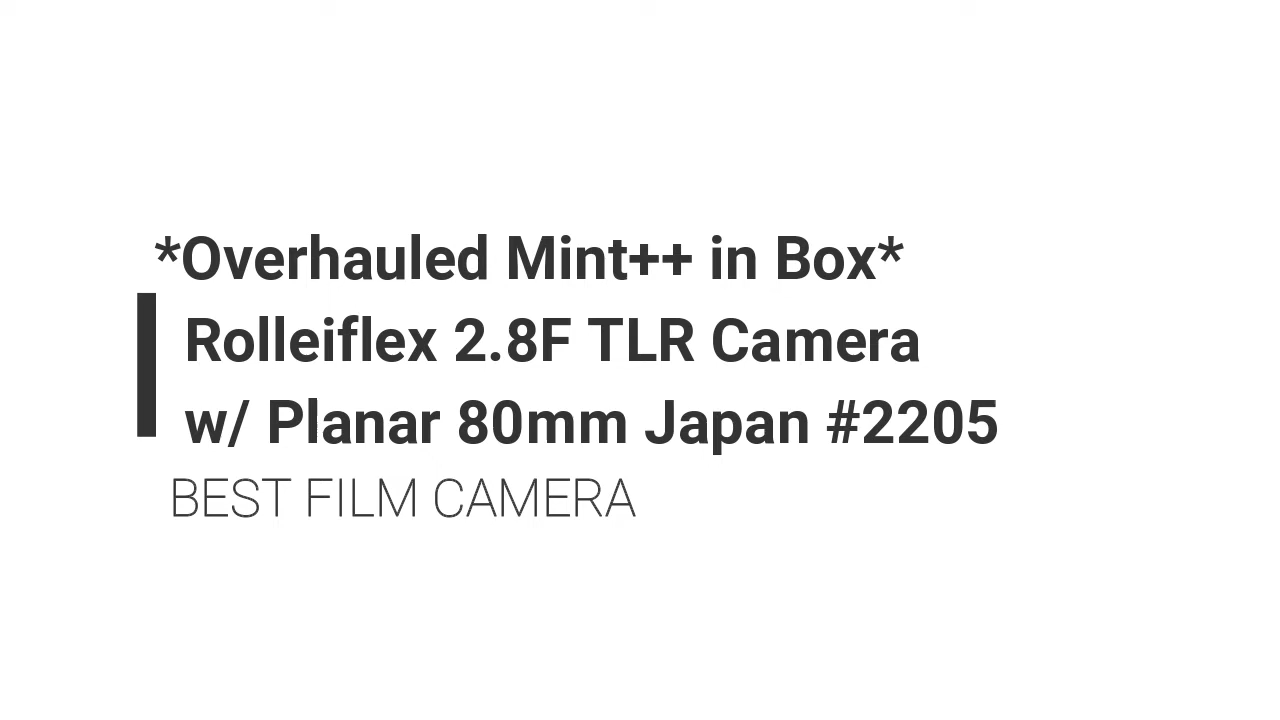 *Overhauled Mint++ in Box*
Rolleiflex 2.8F TLR Camera
w/ Planar 80mm Japan #2205
BEST FILM CAMERA